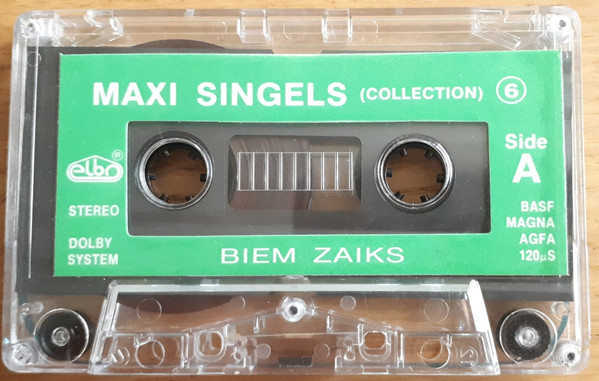 MAXI SINGELS (COLLECTION) 6
Side
A
elbo®
STEREO
DOLBY
SYSTEM
BASF
MAGNA
AGFA
120µS
BIEM ZAIKS